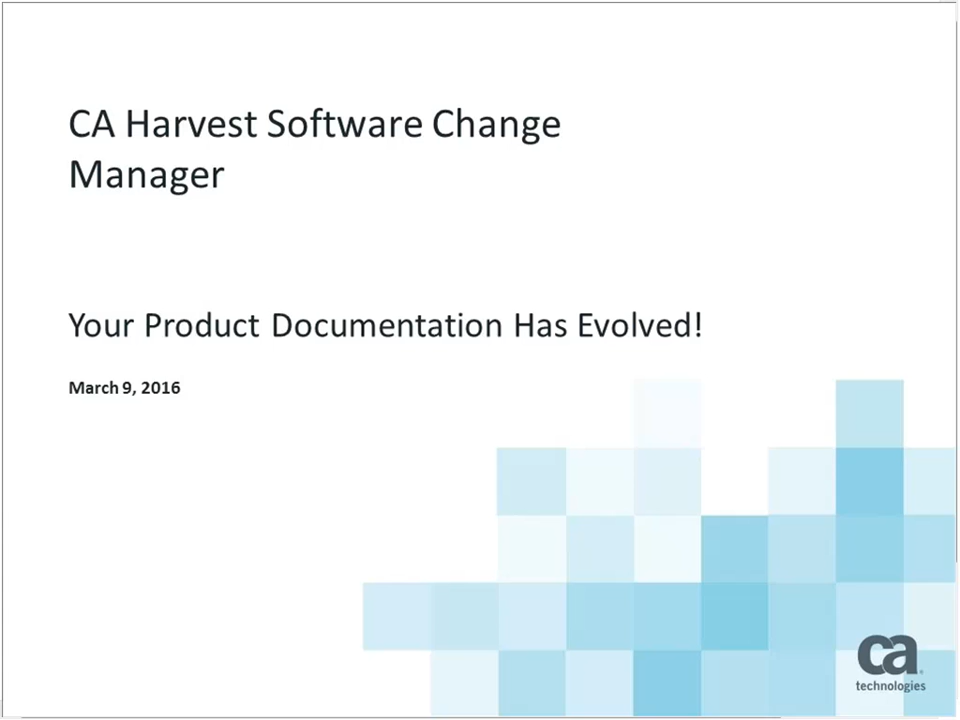 CA Harvest Software Change
Manager
Your Product Documentation Has Evolved!
March 9, 2016
ca
technologies